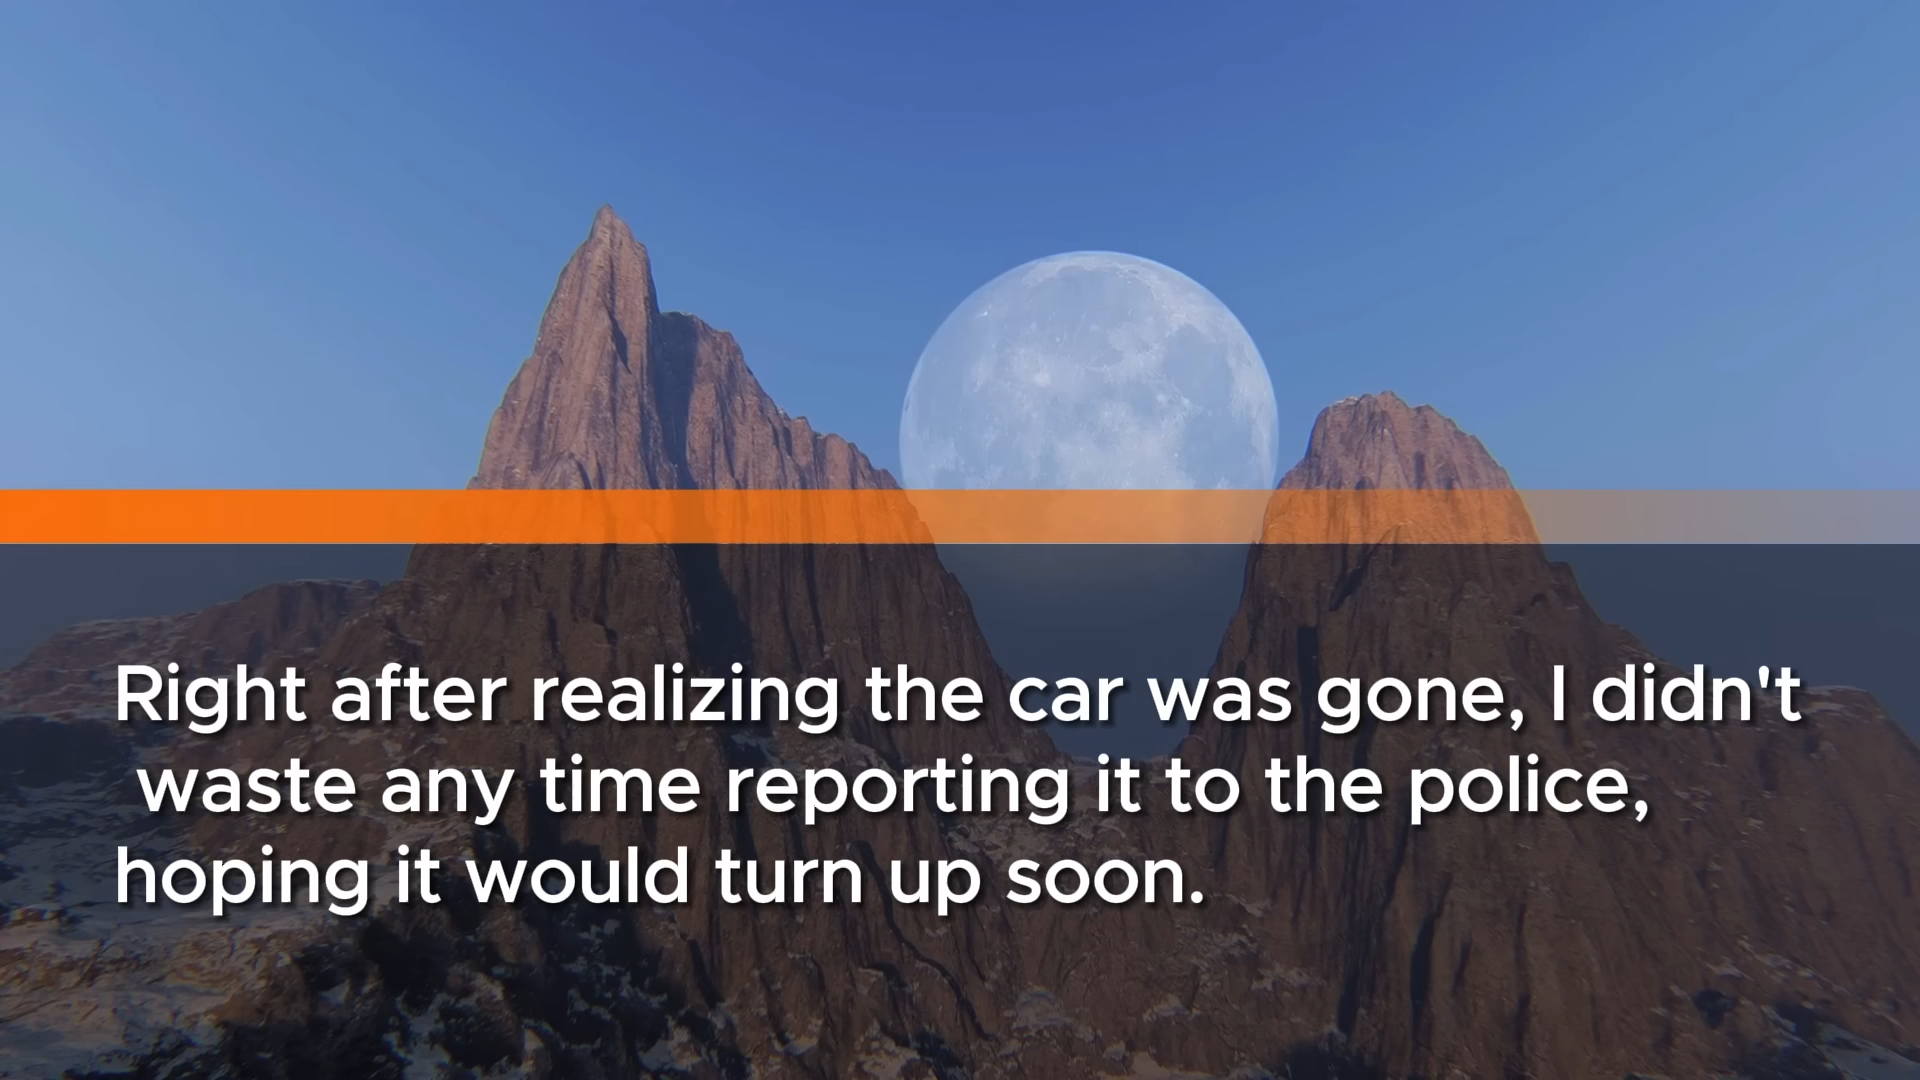 Right after realizing the car was gone, I didn't
waste any time reporting it to the police,
hoping it would turn up soon.